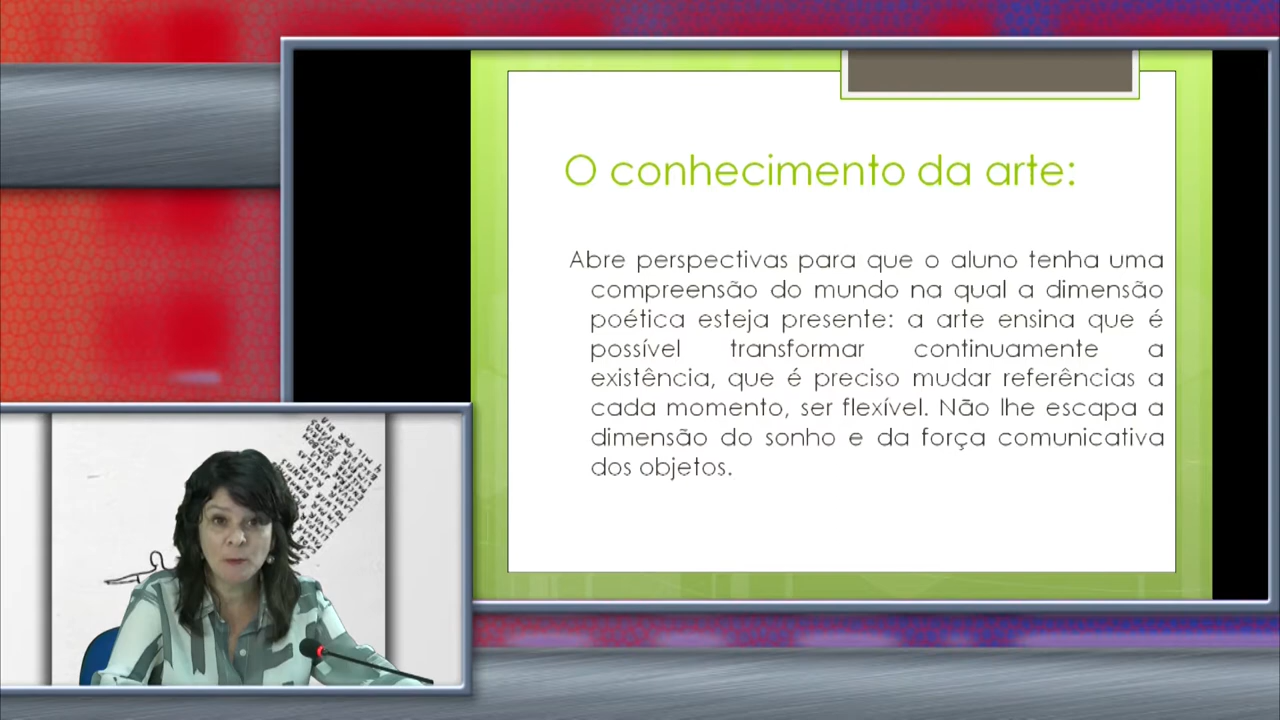 O conhecimento da arte:
Abre perspectivas para que o aluno tenha uma
compreensão do mundo na qual a dimensão
poética esteja presente: a arte ensina que é
possível transformar continuamente a
existência, que é preciso mudar referências a
cada momento, ser flexível. Não lhe escapa a
dimensão do sonho e da força comunicativa
dos objetos.